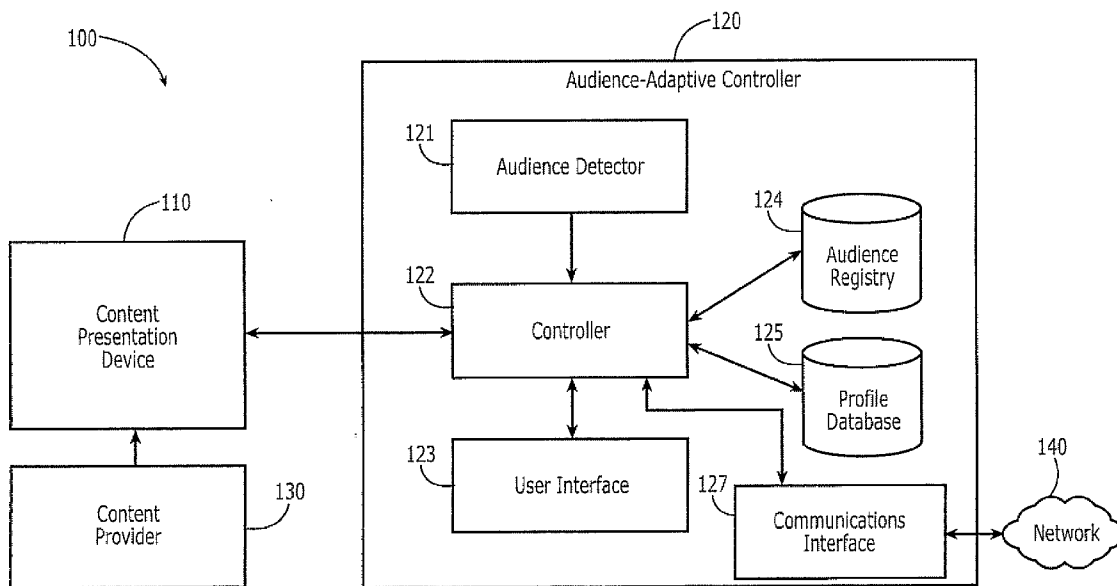 100
120
Audience-Adaptive Controller
121
Audience Detector
110
124
Audience
Registry
122
Content
Presentation
Device
Controller
125
Profile
Database
123
User Interface
140
130
127
Content
Provider
Communications
Interface
Network